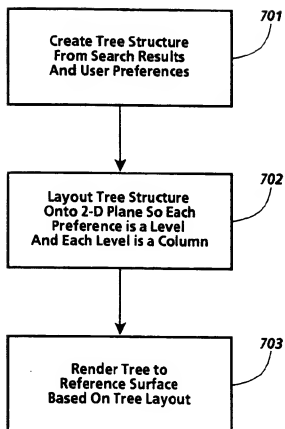 701
Create Tree Structure
From Search Results
And User Preferences
702
Layout Tree Structure
Onto 2-D Plane So Each
Preference is a Level
And Each Level is a Column
703
Render Tree to
Reference Surface
Based On Tree Layout